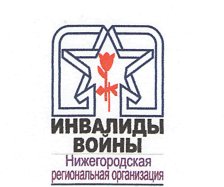 ИНВАЛИДЫ
ВОЙНЫ
Нижегородская
региональная организация